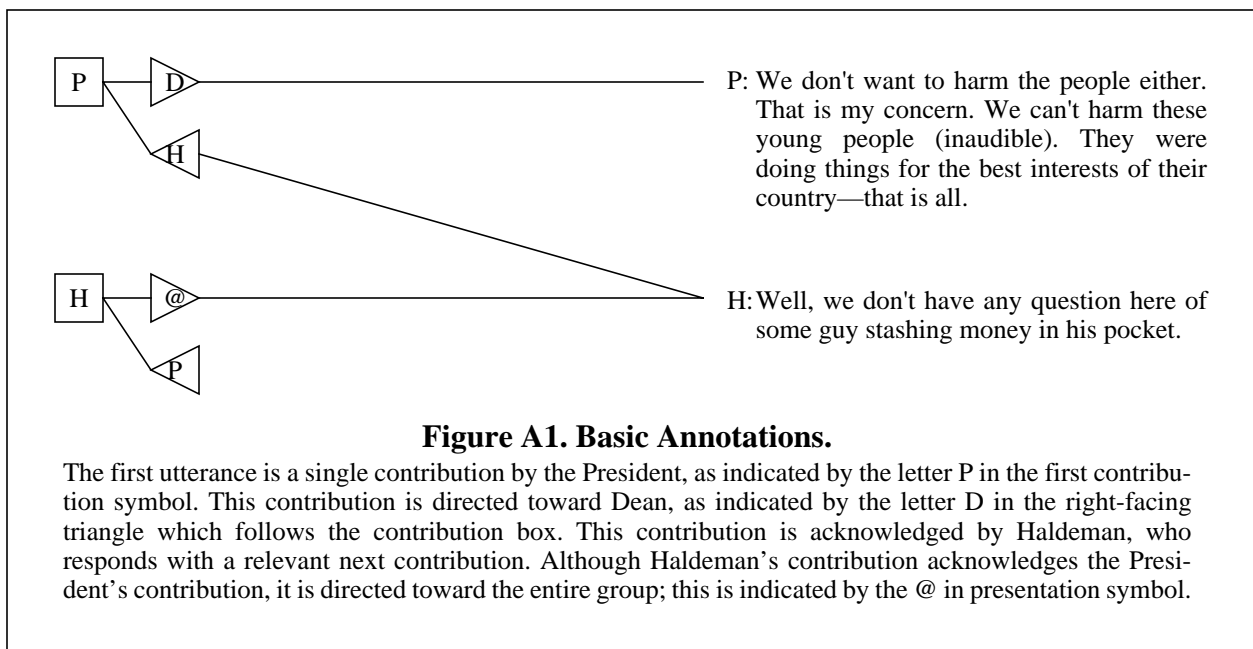 P
D
P: We don't want to harm the people either.
That is my concern. We can't harm these
young people (inaudible). They were
doing things for the best interests of their
country—that is all.
H
H
@
H: Well, we don't have any question here of
some guy stashing money in his pocket.
P
Figure A1. Basic Annotations.
The first utterance is a single contribution by the President, as indicated by the letter P in the first contribu-
tion symbol. This contribution is directed toward Dean, as indicated by the letter D in the right-facing
triangle which follows the contribution box. This contribution is acknowledged by Haldeman, who
responds with a relevant next contribution. Although Haldeman’s contribution acknowledges the Presi-
dent’s contribution, it is directed toward the entire group; this is indicated by the @ in presentation symbol.